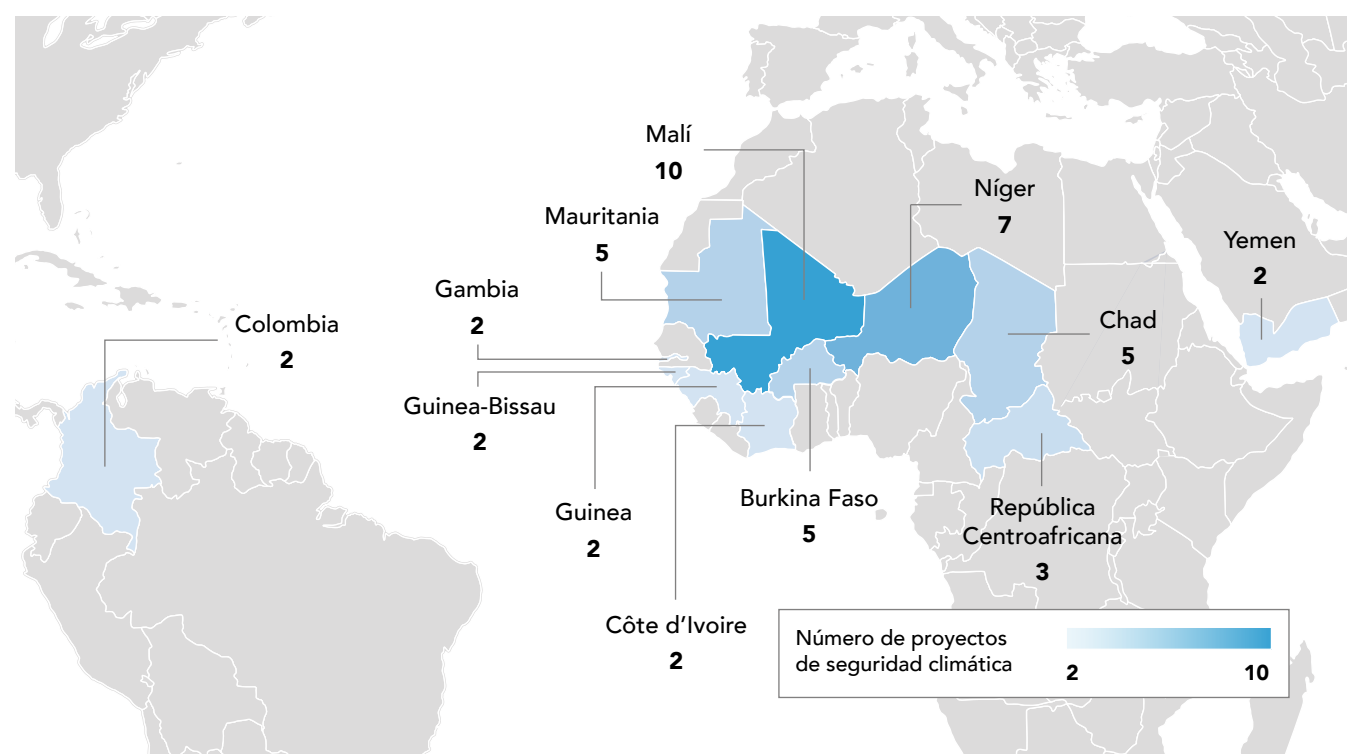 Malí
10
Níger
7
Mauritania
5
Yemen
2
Gambia
2
Colombia
2
Chad
5
Guinea-Bissau
2
Guinea
2
Burkina Faso
5
República
Centroafricana
3
Côte d’Ivoire
2
Número de proyectos
de seguridad climática
2 10